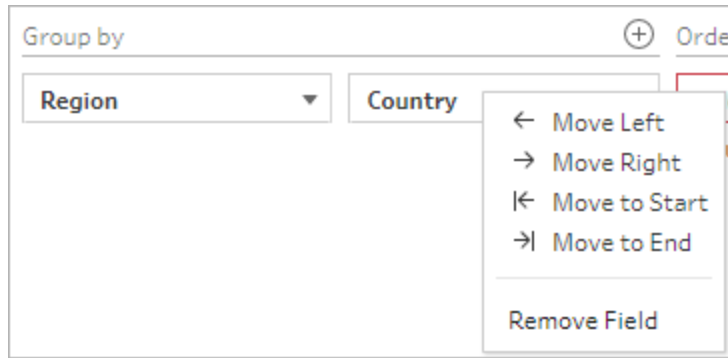 Group by
Orde
Region
Country
Move Left
Move Right
Move to Start
Move to End
Remove Field